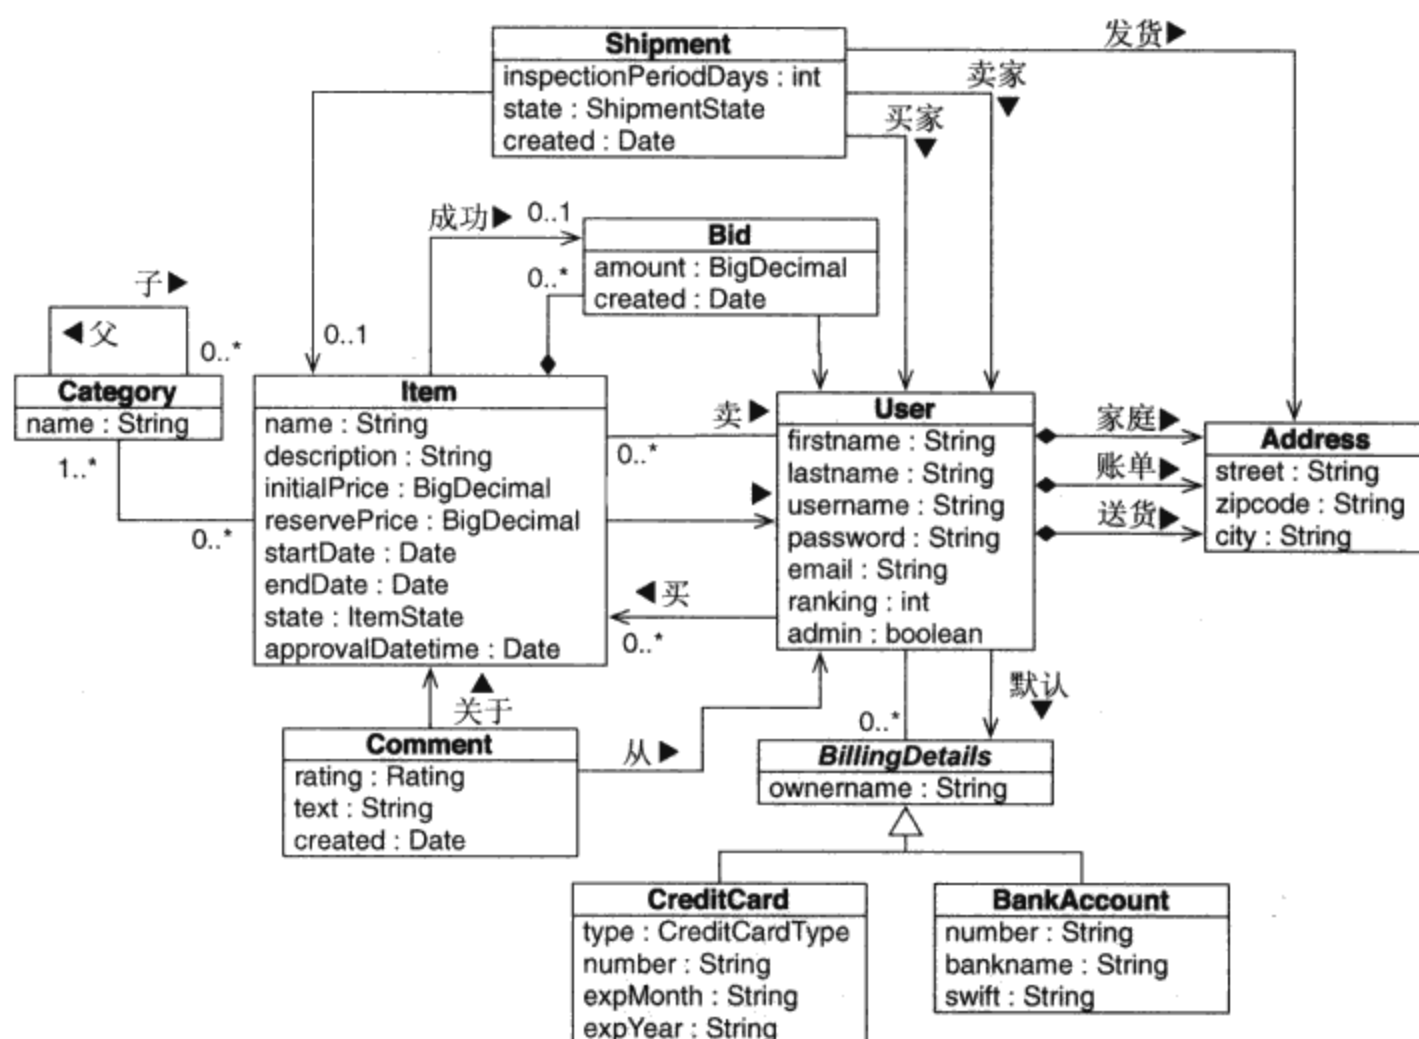 Shipment
inspectionPeriodDays : int
state : ShipmentState
created : Date
发货▶
卖家
▼
买家
▼
成功▶
0..1
Bid
amount : BigDecimal
created : Date
0..*
子▶
◀父
0..*
0..1
Category
name : String
1..*
0..*
Item
name : String
description : String
initialPrice : BigDecimal
reservePrice : BigDecimal
startDate : Date
endDate : Date
state : ItemState
approvalDatetime : Date
卖▶
0..*
▶
◀买
0..*
User
firstname : String
lastname : String
username : String
password : String
email : String
ranking : int
admin : boolean
家庭▶
账单▶
送货▶
Address
street : String
zipcode : String
city : String
▲
关于
Comment
rating : Rating
text : String
created : Date
从▶
0..*
默认
▼
BillingDetails
ownername : String
CreditCard
type : CreditCardType
number : String
expMonth : String
expYear : String
BankAccount
number : String
bankname : String
swift : String